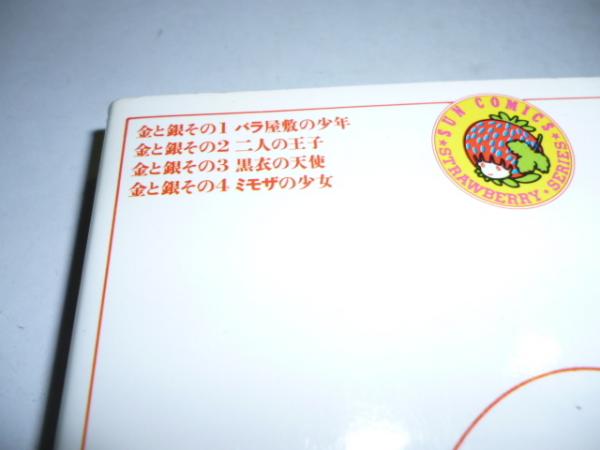 金と銀その1 バラ屋敷の少年
金と銀その2 二人の王子
金と銀その3 黒衣の天使
金と銀その4 ミモザの少女
★SUN COMICS★
STRAWBERRY・SERIES